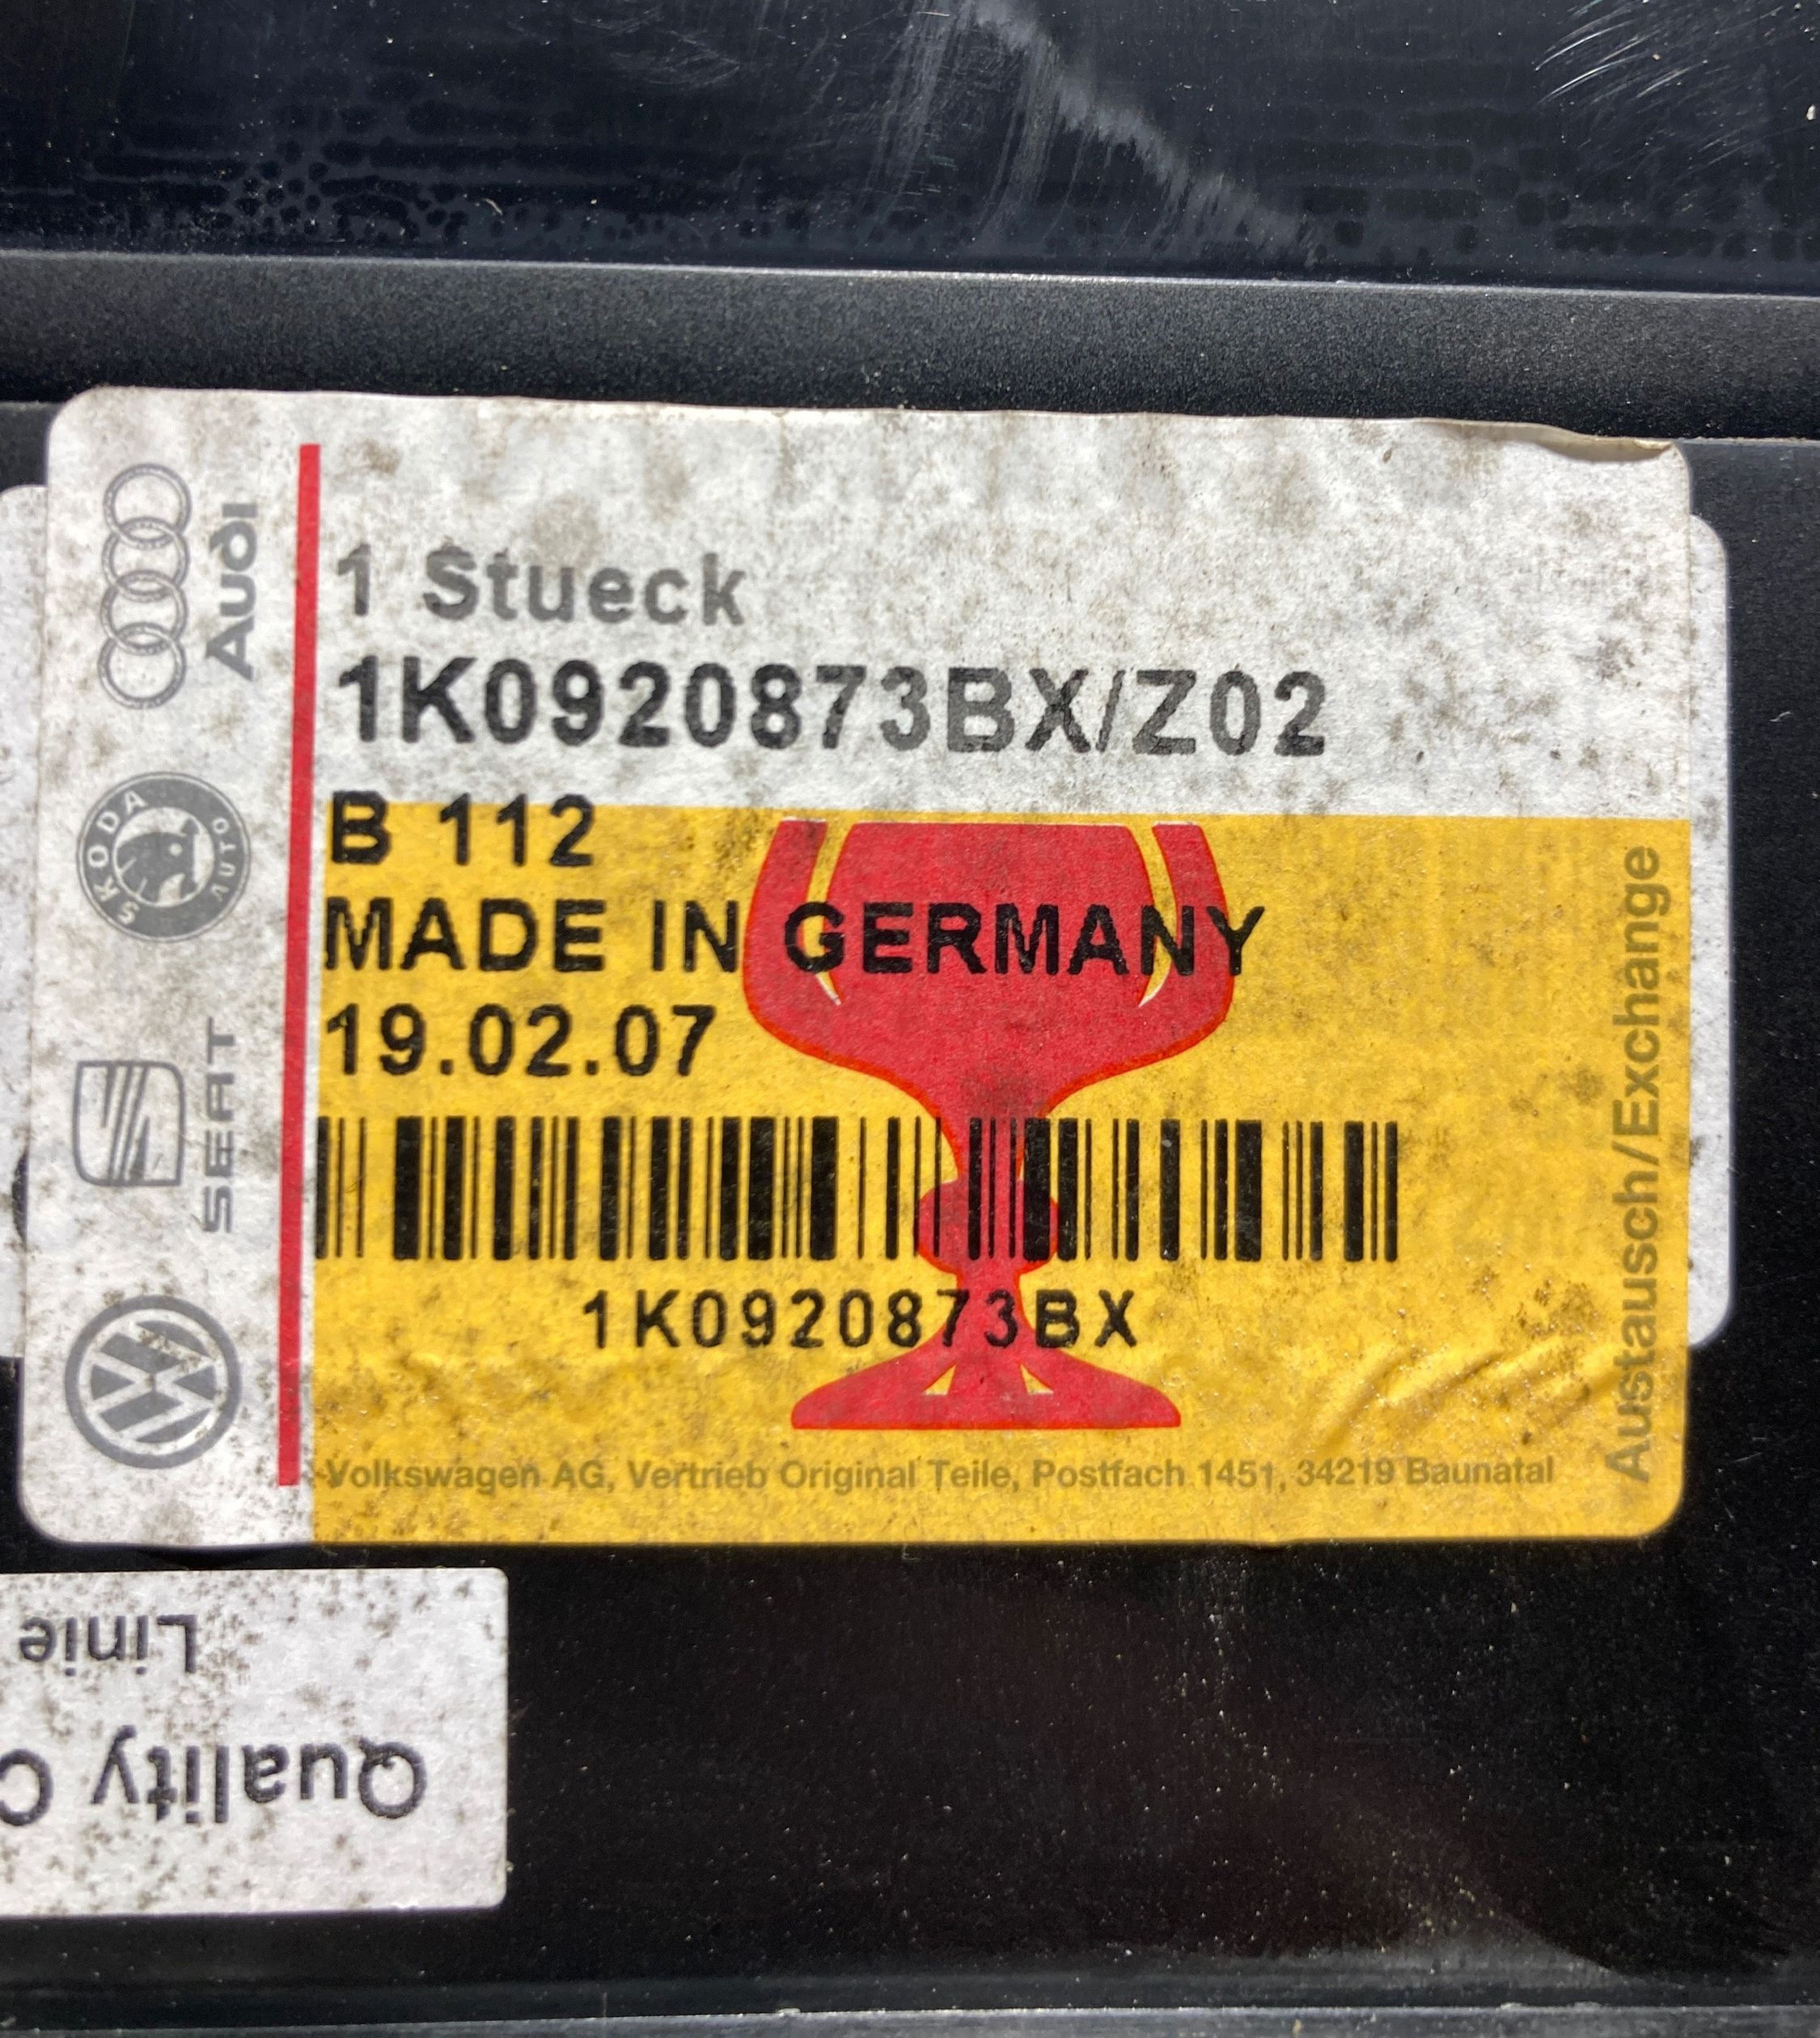 Audi
SKODA
AUTO
SEAT
1 Stueck
1K0920873BX/Z02
B 112
MADE IN GERMANY
19.02.07
1K0920873BX
Volkswagen AG, Vertrieb Original Teile, Postfach 1451, 34219 Baunatal
Austausch/Exchange
Quality
Linie